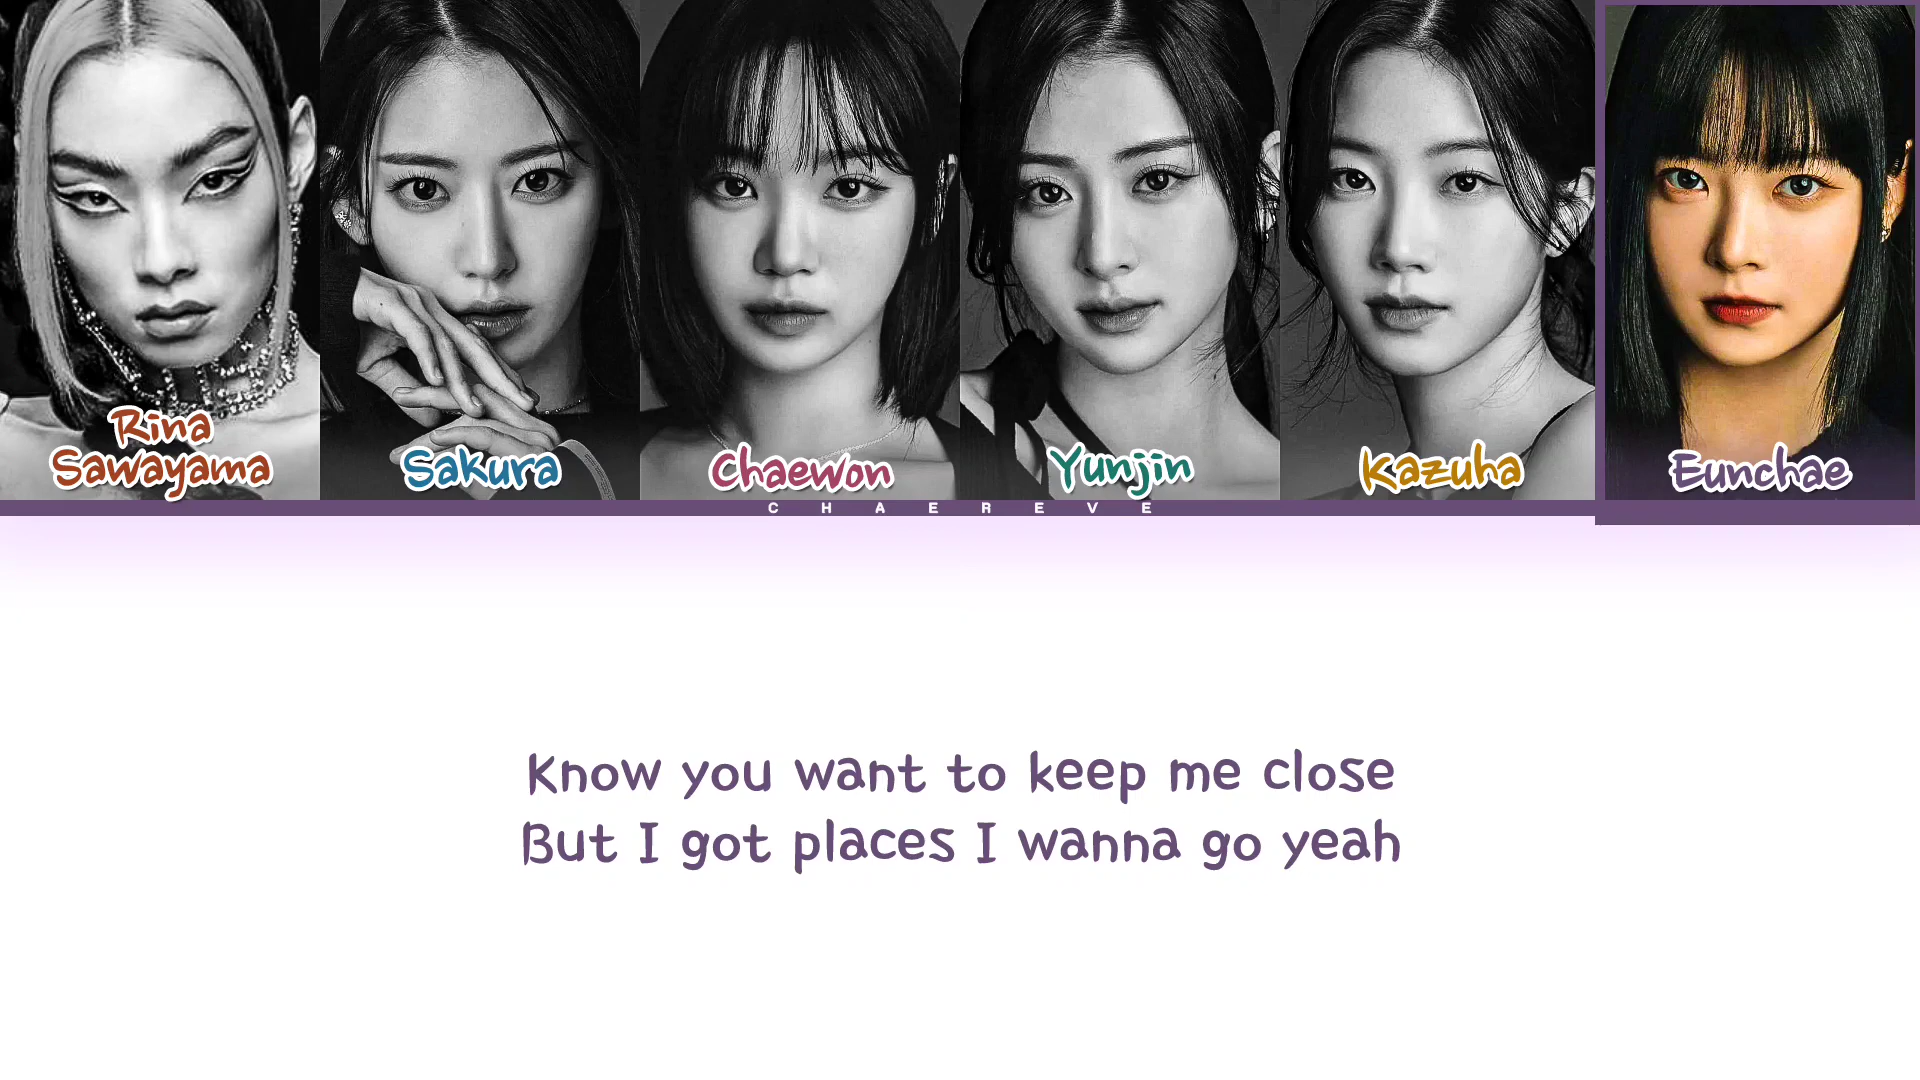 Rina
Sawayama
Sakura
Chaewon
Yunjin
Kazuha
Eunchae
CHAEREVE
Know you want to keep me close
But I got places I wanna go yeah